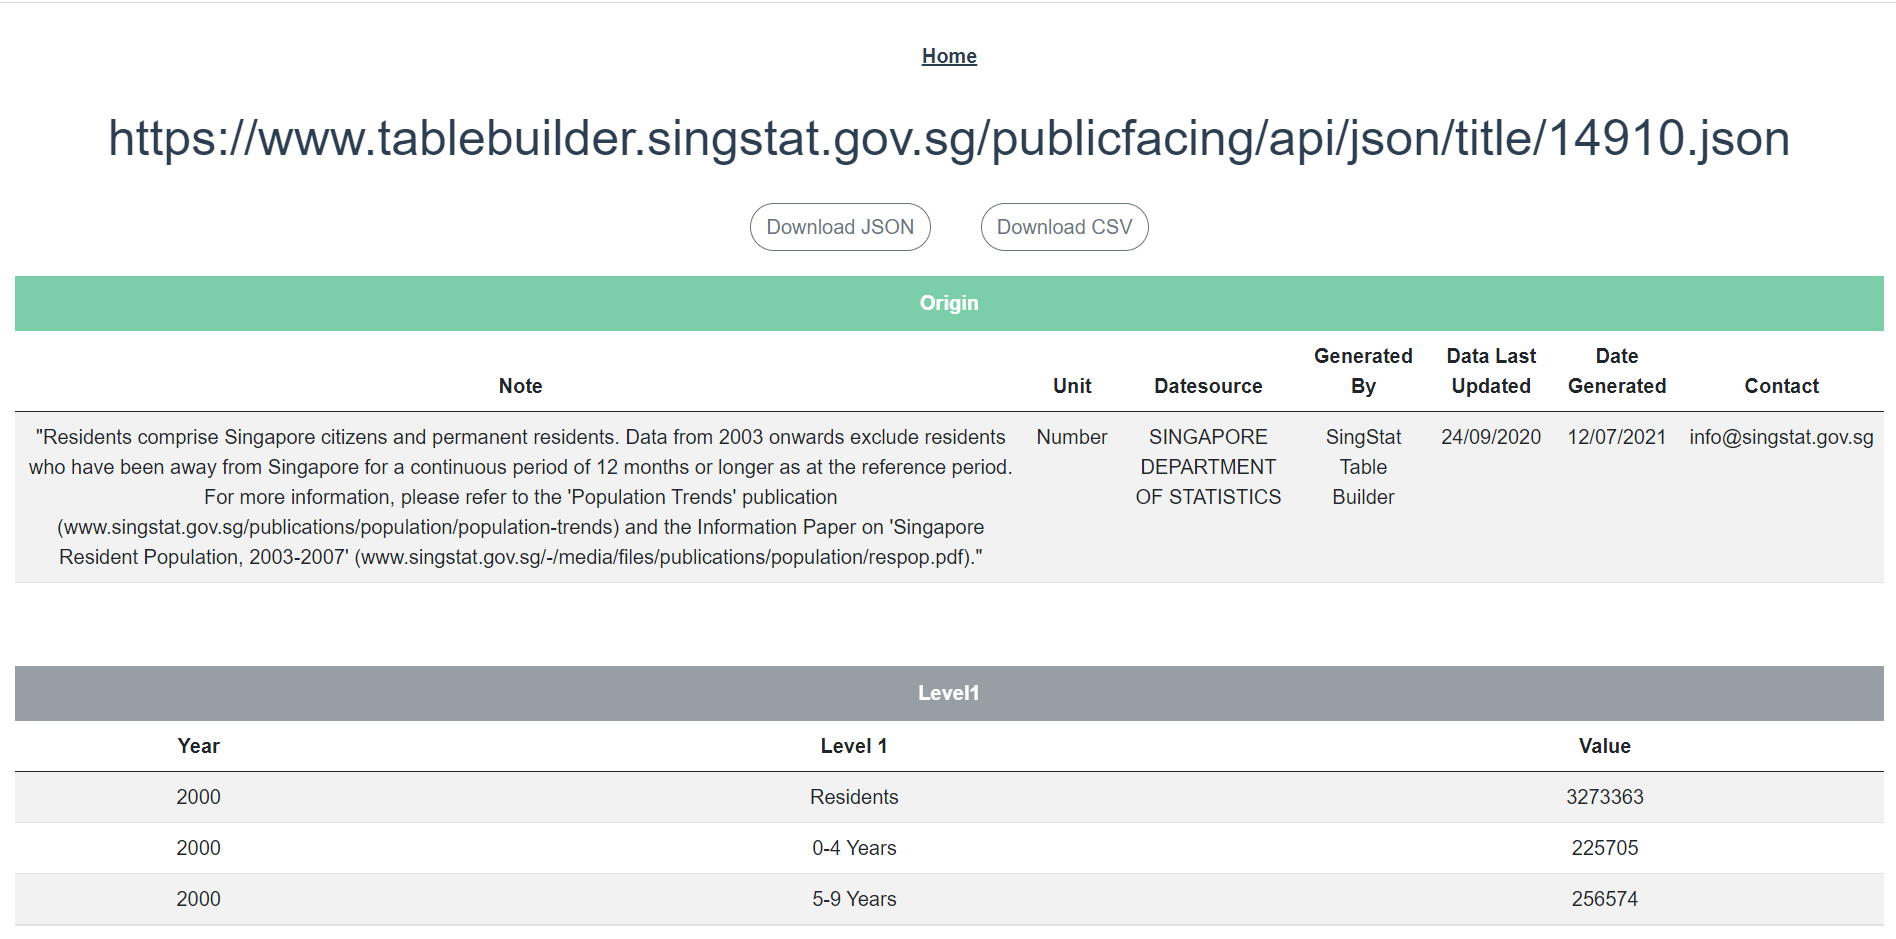 Home
https://www.tablebuilder.singstat.gov.sg/publicfacing/api/json/title/14910.json
Download JSON Download CSV
Origin
Note Unit Datesource Generated By Data Last Updated Date Generated Contact
"Residents comprise Singapore citizens and permanent residents. Data from 2003 onwards exclude residents
who have been away from Singapore for a continuous period of 12 months or longer as at the reference period.
For more information, please refer to the 'Population Trends' publication
(www.singstat.gov.sg/publications/population/population-trends) and the Information Paper on 'Singapore
Resident Population, 2003-2007' (www.singstat.gov.sg/-/media/files/publications/population/respop.pdf)."
Number
SINGAPORE
DEPARTMENT
OF STATISTICS
SingStat
Table
Builder
24/09/2020
12/07/2021
info@singstat.gov.sg
Level1
Year Level 1 Value
2000 Residents 3273363
2000 0-4 Years 225705
2000 5-9 Years 256574